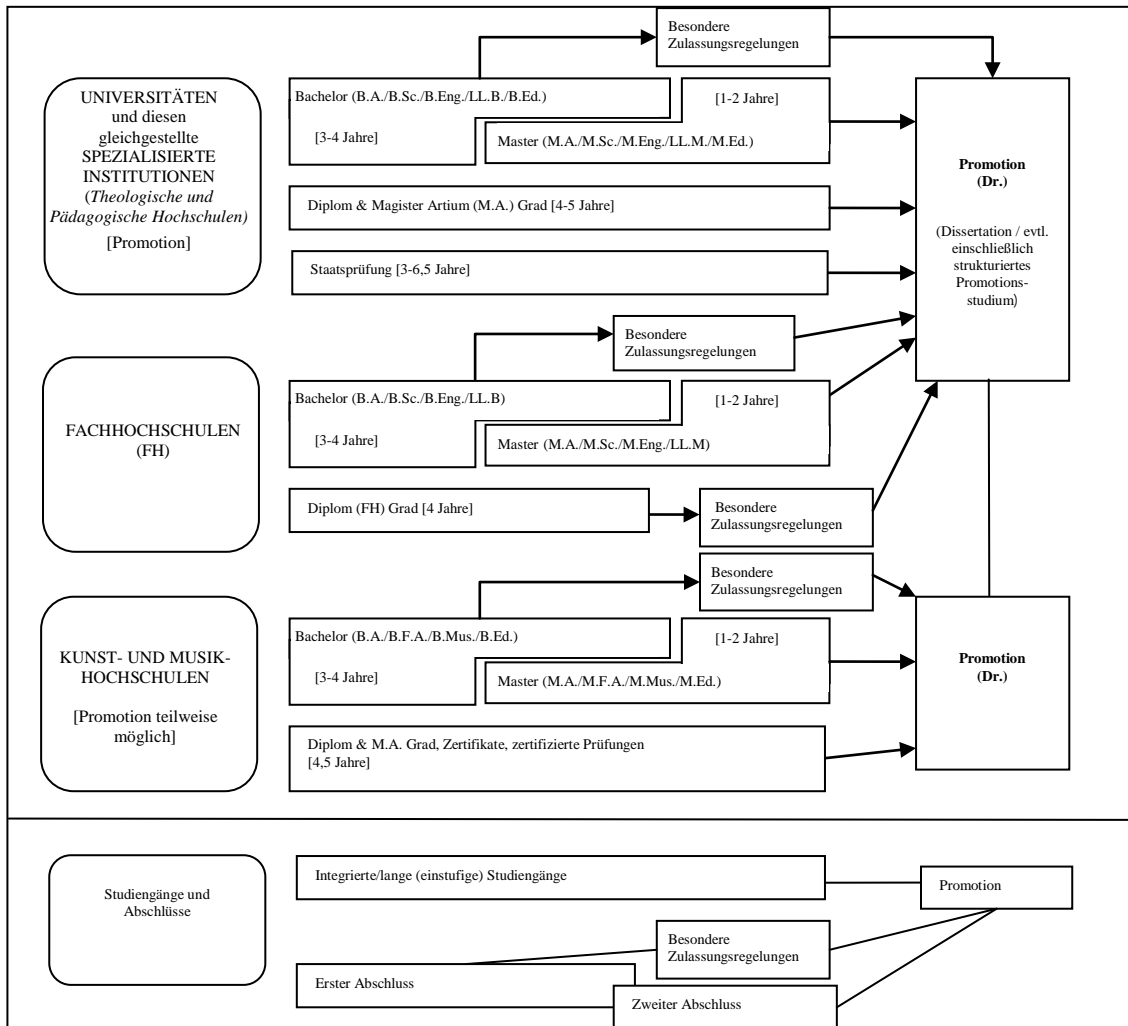 Besondere
Zulassungsregelungen
UNIVERSITÄTEN
und diesen
gleichgestellte
SPEZIALISIERTE
INSTITUTIONEN
(Theologische und
Pädagogische Hochschulen)
[Promotion]
Bachelor (B.A./B.Sc./B.Eng./LL.B./B.Ed.)
[3-4 Jahre]
[1-2 Jahre]
Master (M.A./M.Sc./M.Eng./LL.M./M.Ed.)
Diplom & Magister Artium (M.A.) Grad [4-5 Jahre]
Staatsprüfung [3-6,5 Jahre]
Promotion
(Dr.)
(Dissertation / evtl.
einschließlich
strukturiertes
Promotions-
studium)
Besondere
Zulassungsregelungen
FACHHOCHSCHULEN
(FH)
Bachelor (B.A./B.Sc./B.Eng./LL.B)
[3-4 Jahre]
[1-2 Jahre]
Master (M.A./M.Sc./M.Eng./LL.M)
Diplom (FH) Grad [4 Jahre]
Besondere
Zulassungsregelungen
Besondere
Zulassungsregelungen
KUNST- UND MUSIK-
HOCHSCHULEN
[Promotion teilweise
möglich]
Bachelor (B.A./B.F.A./B.Mus./B.Ed.)
[3-4 Jahre]
[1-2 Jahre]
Master (M.A./M.F.A./M.Mus./M.Ed.)
Diplom & M.A. Grad, Zertifikate, zertifizierte Prüfungen
[4,5 Jahre]
Promotion
(Dr.)
Studiengänge und
Abschlüsse
Integrierte/lange (einstufige) Studiengänge
Promotion
Besondere
Zulassungsregelungen
Erster Abschluss
Zweiter Abschluss